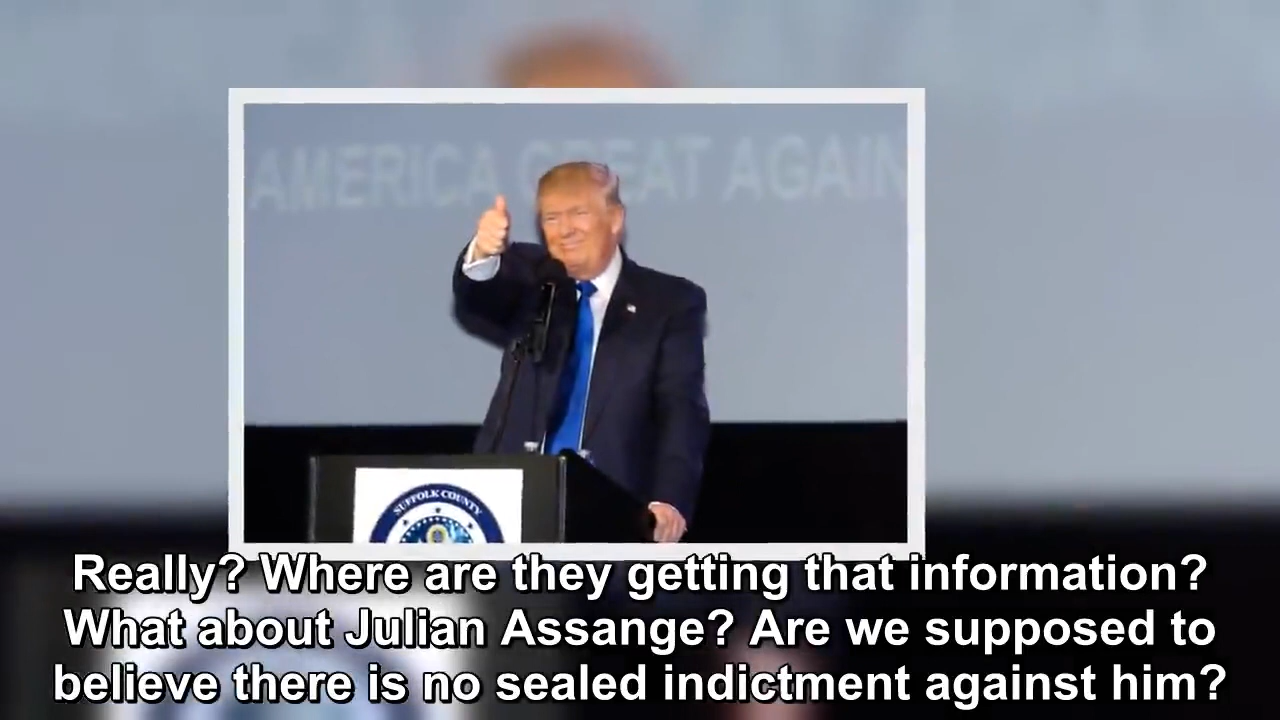 AMERICA GREAT AGAIN
SUFFOLK COUNTY
Really? Where are they getting that information?
What about Julian Assange? Are we supposed to
believe there is no sealed indictment against him?